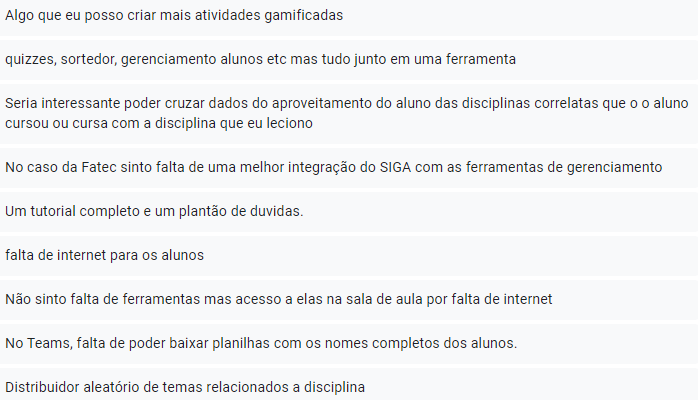 Algo que eu posso criar mais atividades gamificadas
quizzes, sortedor, gerenciamento alunos etc mas tudo junto em uma ferramenta
Seria interessante poder cruzar dados do aproveitamento do aluno das disciplinas correlatas que o o aluno
cursou ou cursa com a disciplina que eu leciono
No caso da Fatec sinto falta de uma melhor integração do SIGA com as ferramentas de gerenciamento
Um tutorial completo e um plantão de duvidas.
falta de internet para os alunos
Não sinto falta de ferramentas mas acesso a elas na sala de aula por falta de internet
No Teams, falta de poder baixar planilhas com os nomes completos dos alunos.
Distribuidor aleatório de temas relacionados a disciplina